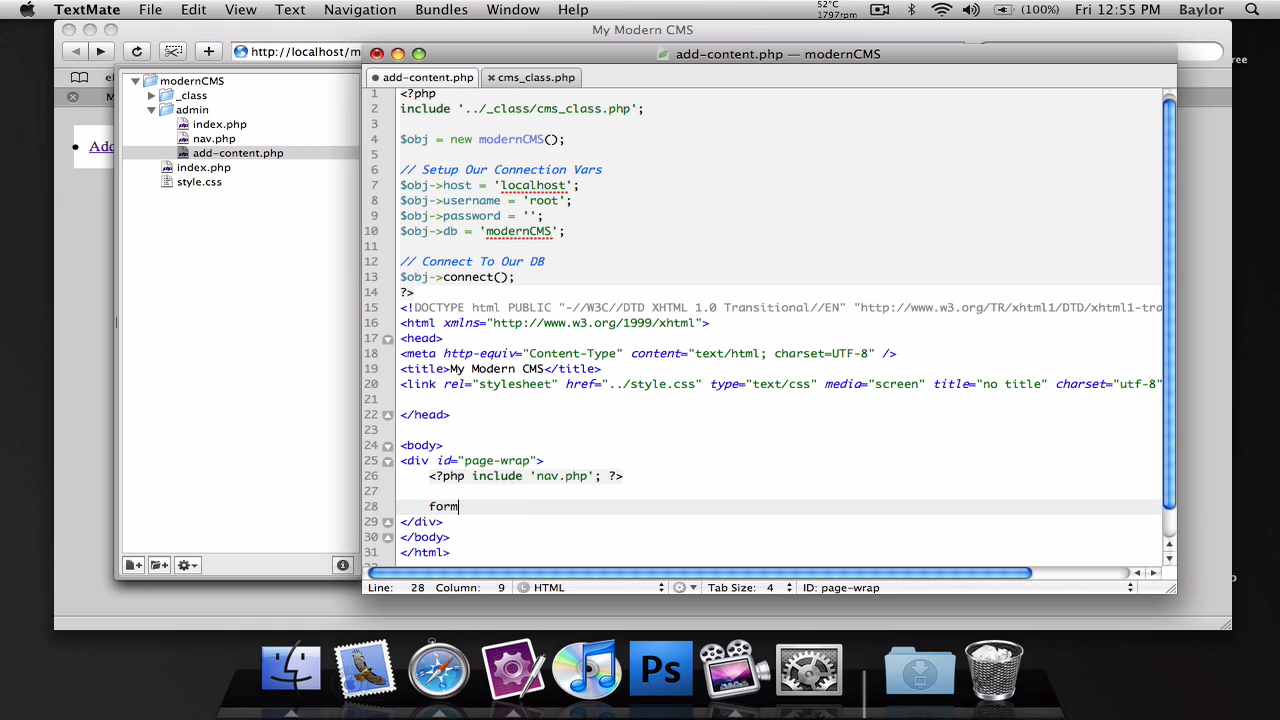 TextMate File Edit View Text Navigation Bundles Window Help 52°C 1797rpm (100%) Fri 12:55 PM Baylor
My Modern CMS
http://localhost/m
add-content.php — modernCMS
add-content.php
cms_class.php
Add
ree
modernCMS
_class
admin
index.php
nav.php
add-content.php
index.php
style.css
1 <?php
2 include '../_class/cms_class.php';
3
4 $obj = new modernCMS();
5
6 // Setup Our Connection Vars
7 $obj->host = 'localhost';
8 $obj->username = 'root';
9 $obj->password = '';
10 $obj->db = 'modernCMS';
11
12 // Connect To Our DB
13 $obj->connect();
14 ?>
15 <!DOCTYPE html PUBLIC "-//W3C//DTD XHTML 1.0 Transitional//EN" "http://www.w3.org/TR/xhtml1/DTD/xhtml1-tra
16 <html xmlns="http://www.w3.org/1999/xhtml">
17 <head>
18 <meta http-equiv="Content-Type" content="text/html; charset=UTF-8" />
19 <title>My Modern CMS</title>
20 <link rel="stylesheet" href="../style.css" type="text/css" media="screen" title="no title" charset="utf-8"
21
22 </head>
23
24 <body>
25 <div id="page-wrap">
26 <?php include 'nav.php'; ?>
27
28 form
29 </div>
30 </body>
31 </html>
Line: 28 Column: 9 HTML Tab Size: 4 ID: page-wrap
Ps